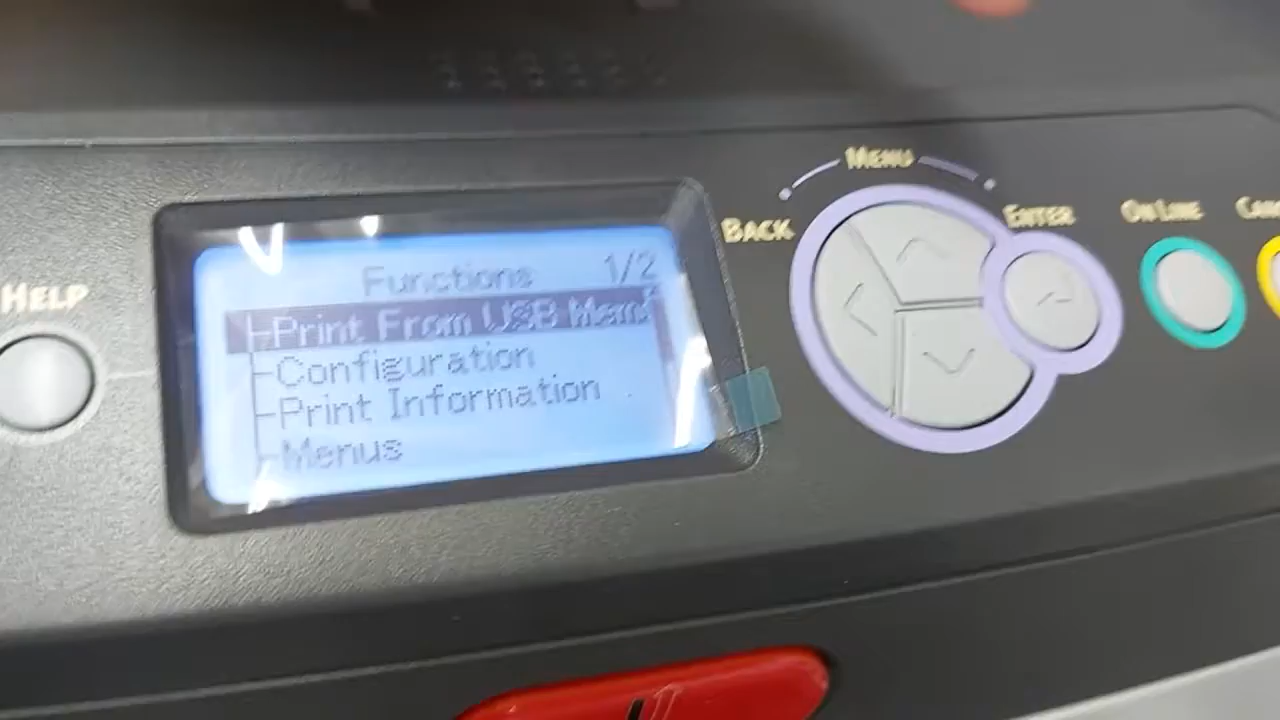 MENU
BACK
ENTER
ON LINE
HELP
Functions 1/2
Print From USB Mem
Configuration
Print Information
Menus